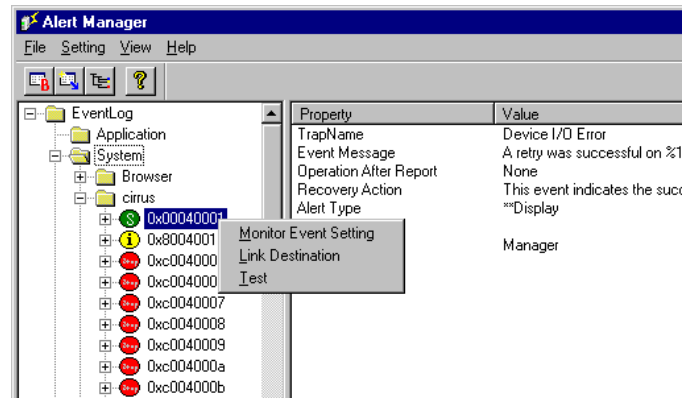 Alert Manager
File Setting View Help
Property Value
EventLog
Application
System
Browser
cirrus
0x00040001
0x8004001
0xc004000
0xc004000
0xc0040007
0xc0040008
0xc0040009
0xc004000a
0xc004000b
TrapName Device I/O Error
Event Message A retry was successful on %1
Operation After Report None
Recovery Action This event indicates the succ
Alert Type **Display
Manager
Monitor Event Setting
Link Destination
Test